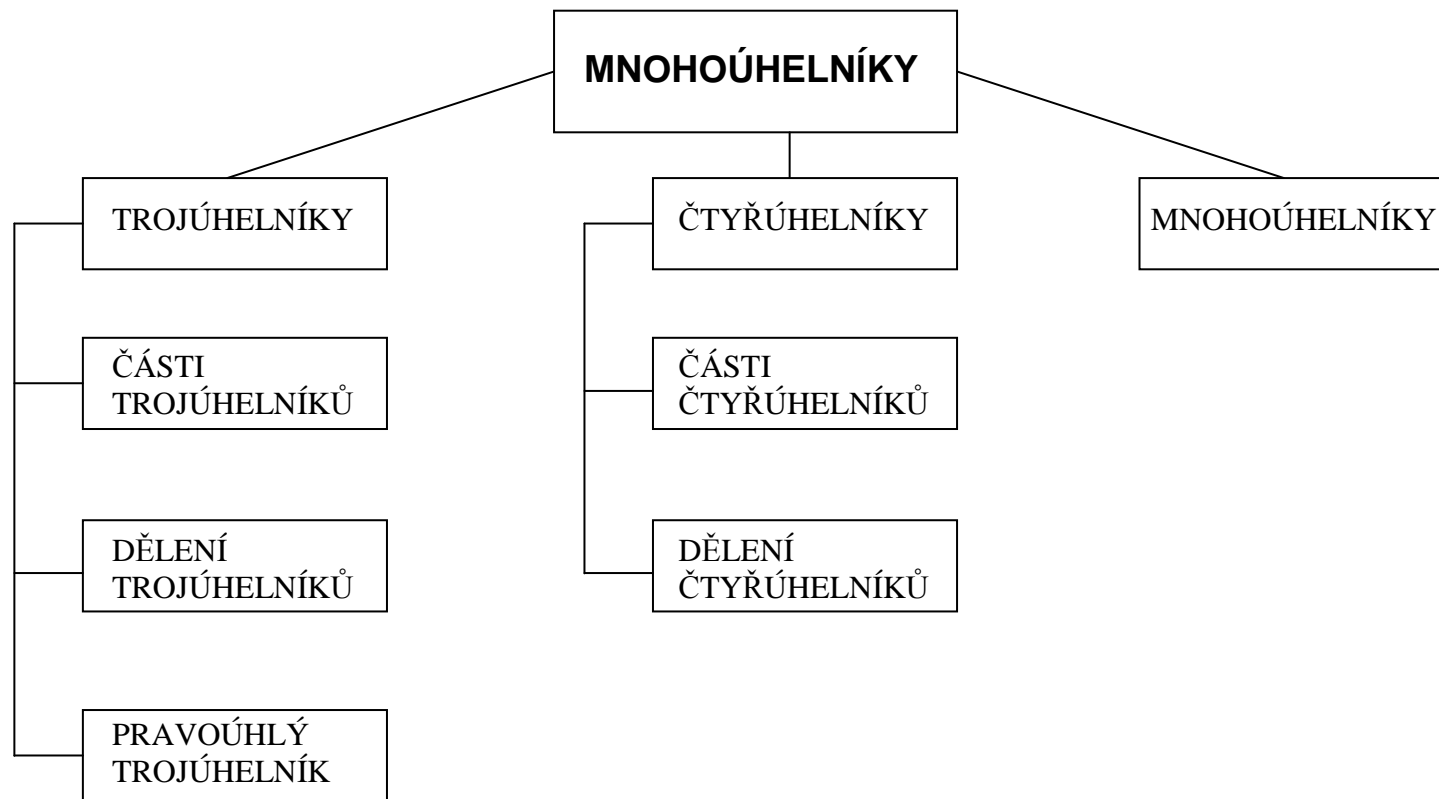 MNOHOÚHELNÍKY
TROJÚHELNÍKY
ČTYŘÚHELNÍKY
MNOHOÚHELNÍKY
ČÁSTI
TROJÚHELNÍKŮ
ČÁSTI
ČTYŘÚHELNÍKŮ
DĚLENÍ
TROJÚHELNÍKŮ
DĚLENÍ
ČTYŘÚHELNÍKŮ
PRAVOÚHLÝ
TROJÚHELNÍK